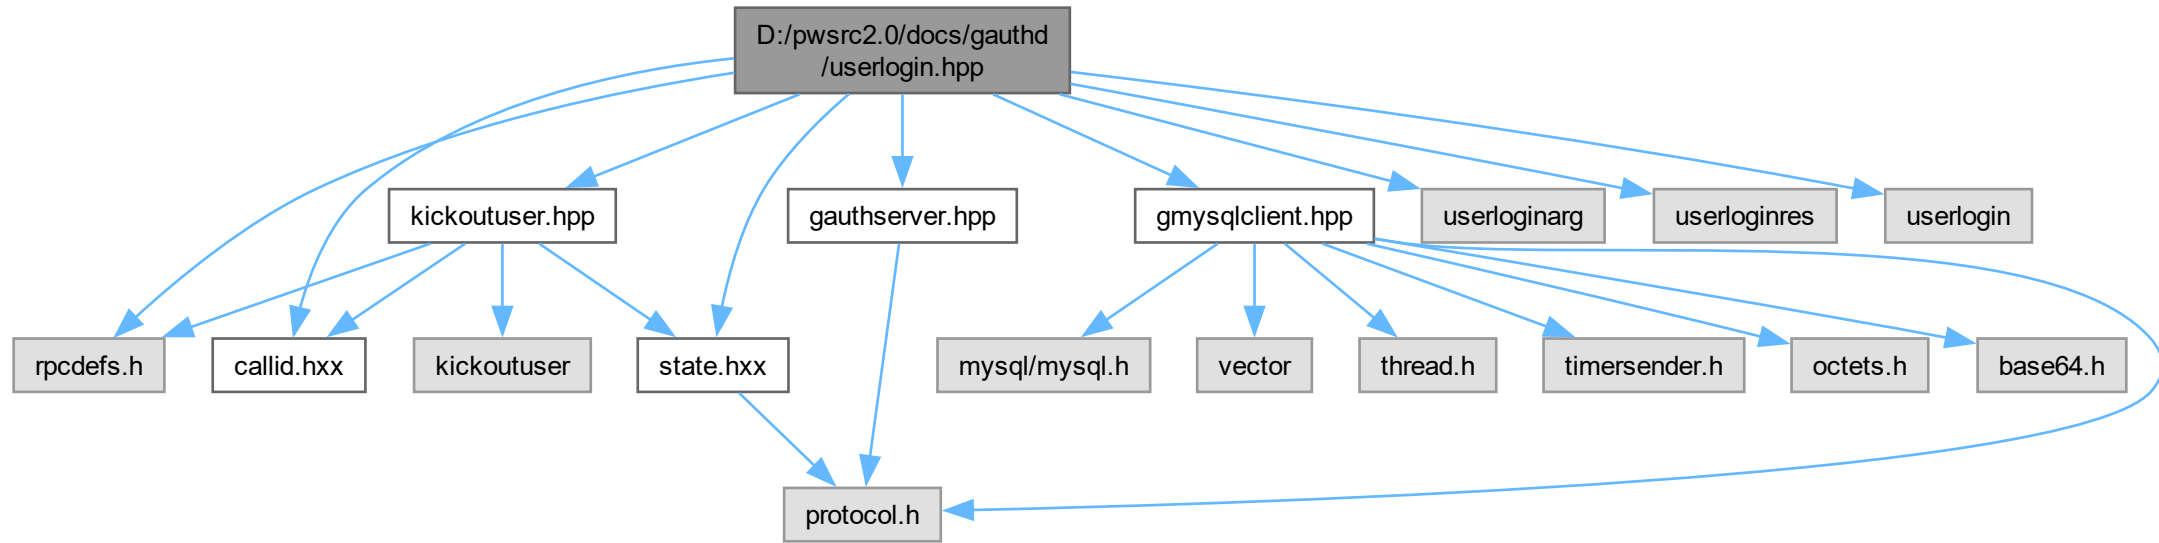 D:/pwsrc2.0/docs/gauthd
/userlogin.hpp
kickoutuser.hpp
gauthserver.hpp
gmysqlclient.hpp
userloginarg
userloginres
userlogin
rpcdefs.h
callid.hxx
kickoutuser
state.hxx
mysql/mysql.h
vector
thread.h
timersender.h
octets.h
base64.h
protocol.h